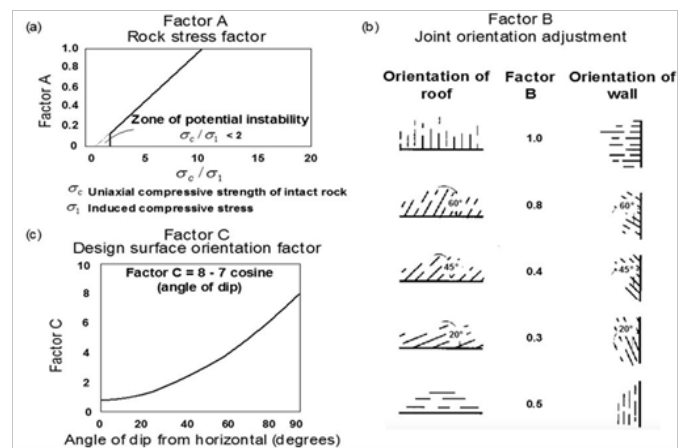 (a)
Factor A
Rock stress factor
1.0
0.8
0.6
0.4
0.2
0
Factor A
Zone of potential instability
σc / σ1 < 2
0 5 10 15 20
σc / σ1
σc Uniaxial compressive strength of intact rock
σ1 Induced compressive stress
(c)
Factor C
Design surface orientation factor
10
8
6
4
2
0
Factor C
Factor C = 8 - 7 cosine
(angle of dip)
0 20 40 60 80 90
Angle of dip from horizontal (degrees)
(b)
Factor B
Joint orientation adjustment
Orientation of roof
Factor B
Orientation of wall
1.0
60° 0.8 60°
45° 0.4 45°
20° 0.3 20°
0.5